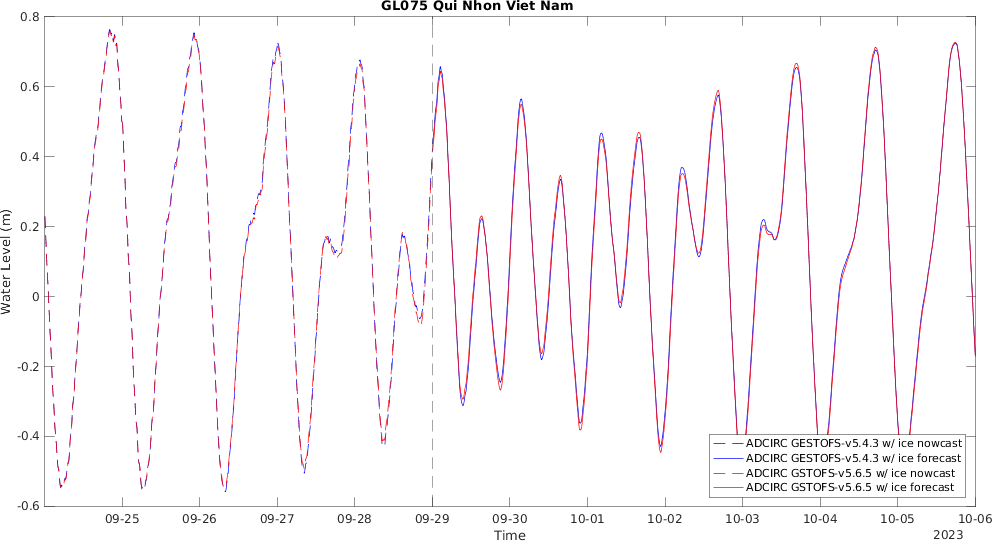 GL075 Qui Nhon Viet Nam
0.8
0.6
0.4
0.2
0
-0.2
-0.4
-0.6
Water Level (m)
ADCIRC GESTOFS-v5.4.3 w/ ice nowcast
ADCIRC GESTOFS-v5.4.3 w/ ice forecast
ADCIRC GSTOFS-v5.6.5 w/ ice nowcast
ADCIRC GSTOFS-v5.6.5 w/ ice forecast
09-25 09-26 09-27 09-28 09-29 09-30 10-01 10-02 10-03 10-04 10-05 10-06
Time
2023